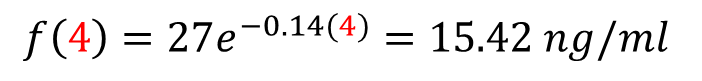 f(4) = 27e^{−0.14(4)} = 15.42 ng/ml